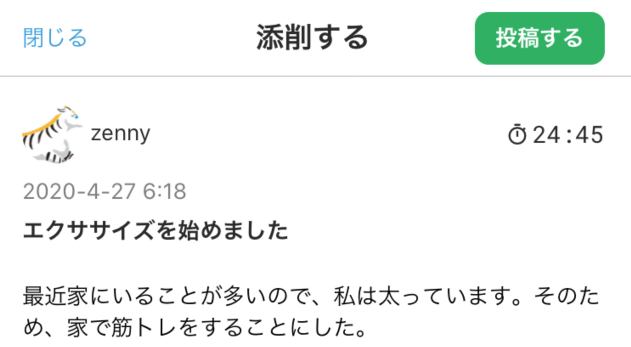 閉じる 添削する 投稿する
zenny 24:45
2020-4-27 6:18
エクササイズを始めました
最近家にいることが多いので、私は太っています。そのた
め、家で筋トレをすることにした。